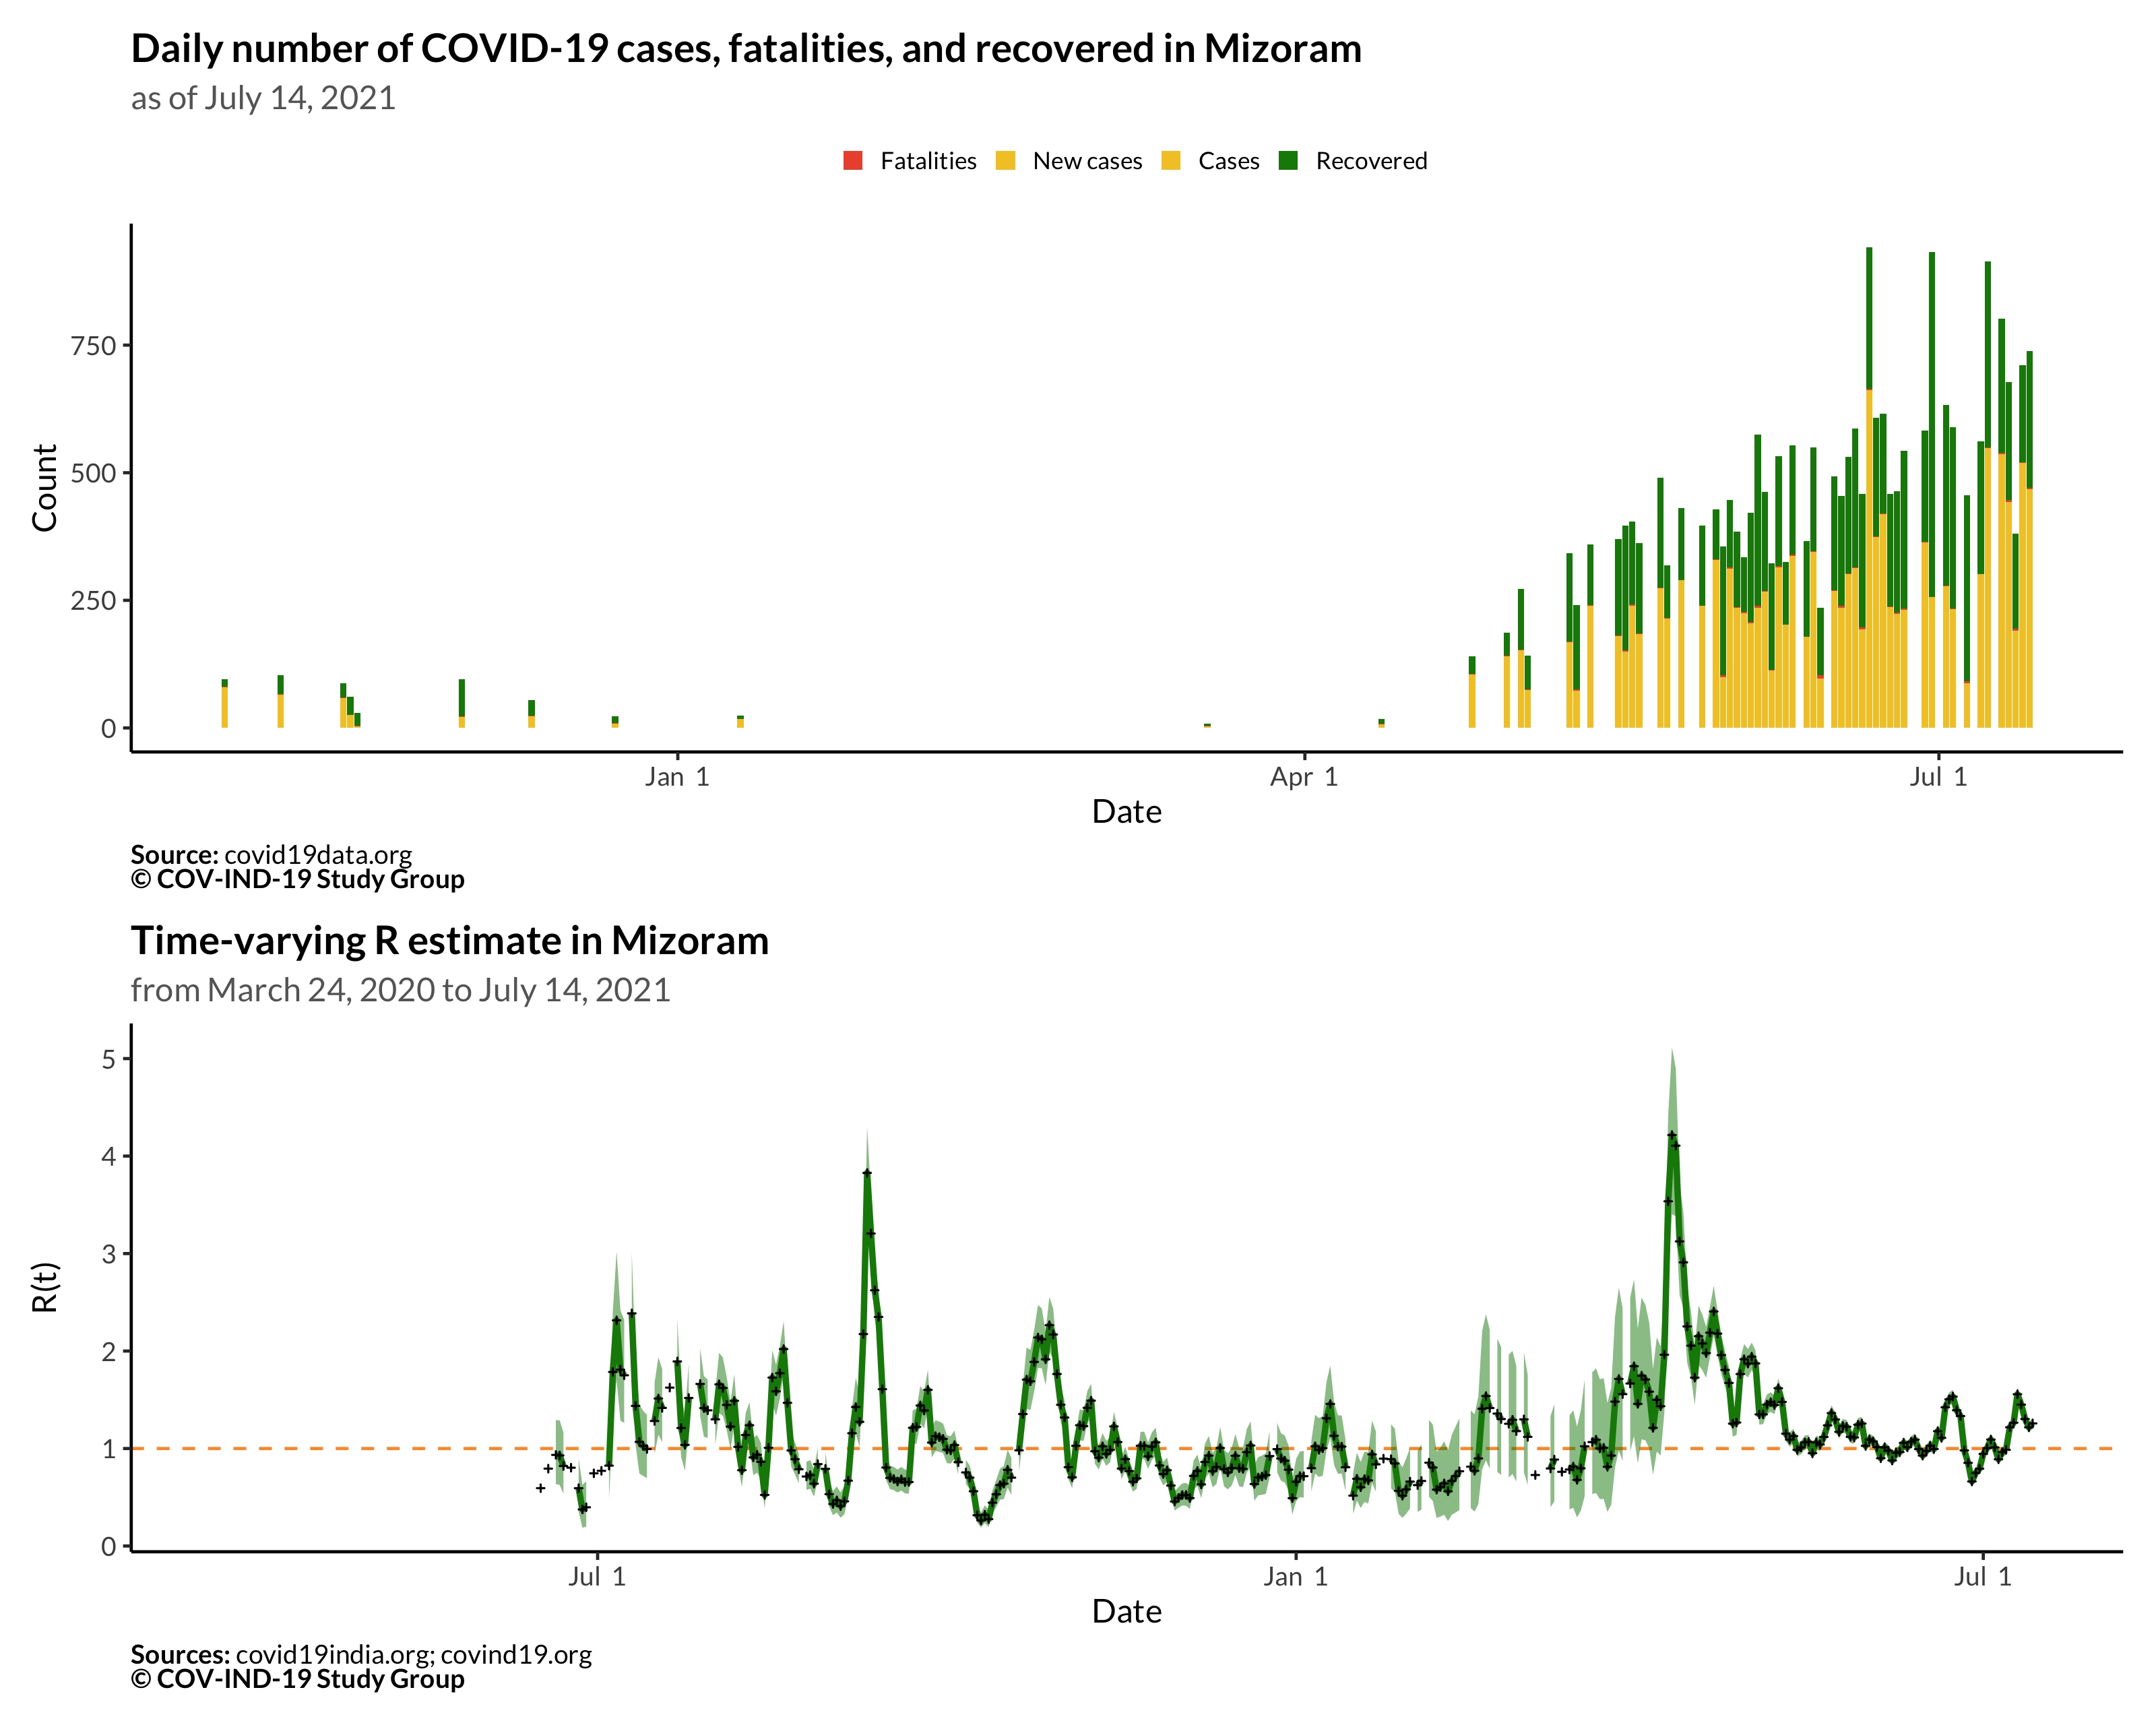 Daily number of COVID-19 cases, fatalities, and recovered in Mizoram
as of July 14, 2021
Fatalities New cases Cases Recovered
750
500
250
0
Count
Jan 1 Apr 1 Jul 1
Date
Source: covid19data.org
© COV-IND-19 Study Group
Time-varying R estimate in Mizoram
from March 24, 2020 to July 14, 2021
5
4
3
2
1
0
R(t)
Jul 1 Jan 1 Jul 1
Date
Sources: covid19india.org; covind19.org
© COV-IND-19 Study Group